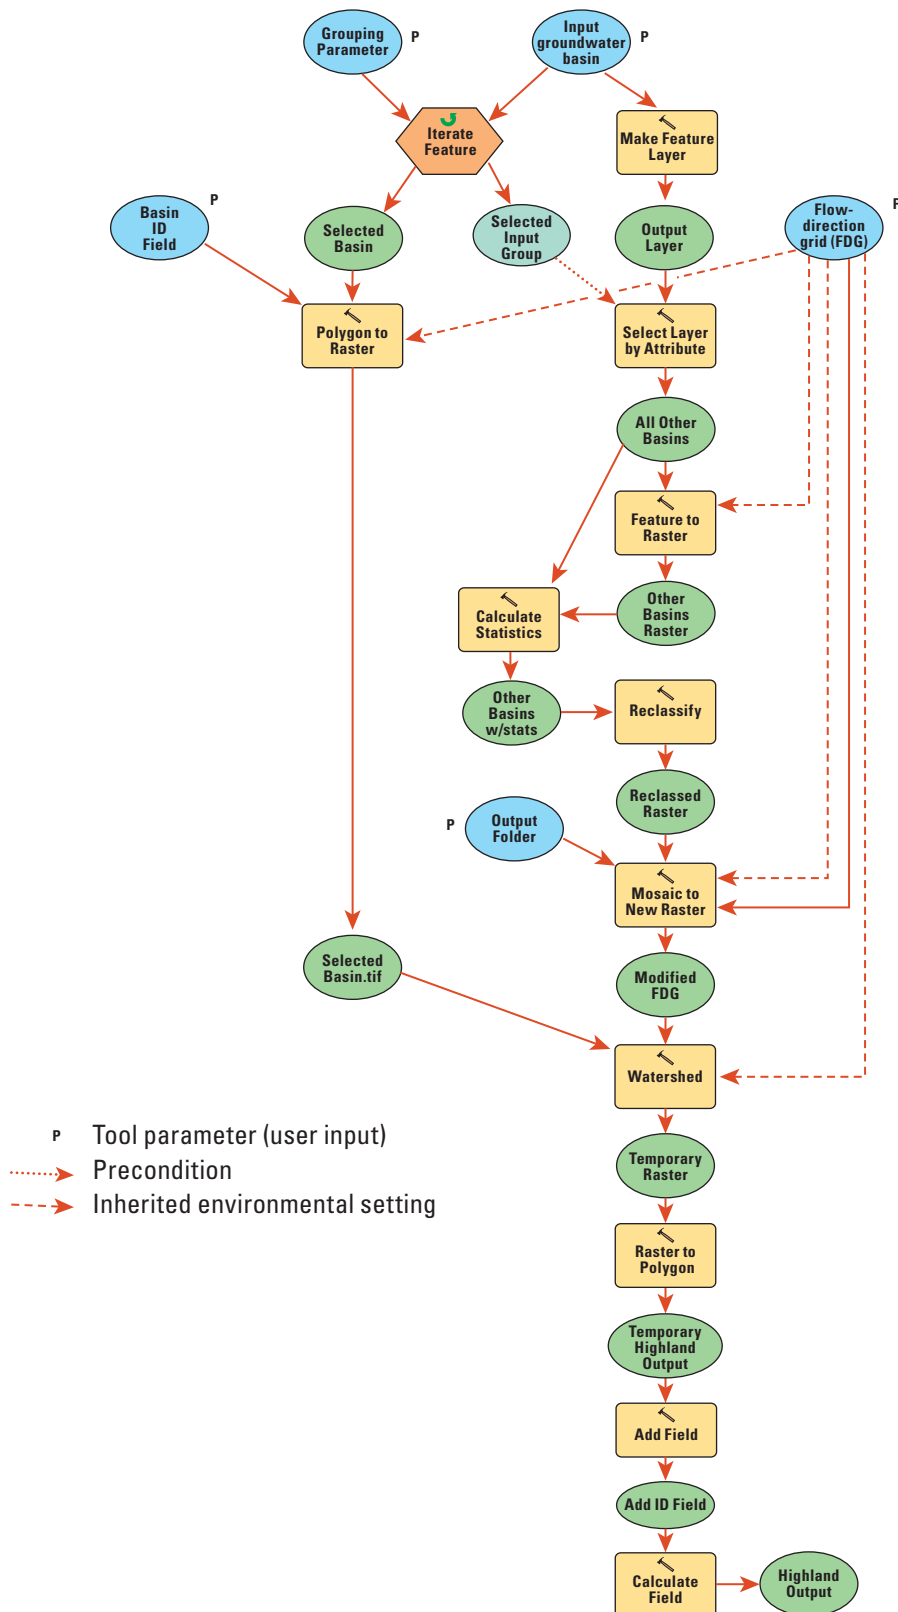 Grouping
Parameter
P
Input
groundwater
basin
P
Iterate
Feature
Make Feature
Layer
Basin
ID
Field
P
Selected
Basin
Selected
Input
Group
Output
Layer
Flow-
direction
grid (FDG)
P
Polygon to
Raster
Select Layer
by Attribute
All Other
Basins
Feature to
Raster
Calculate
Statistics
Other
Basins
Raster
Other
Basins
w/stats
Reclassify
Reclassed
Raster
P
Output
Folder
Mosaic to
New Raster
Selected
Basin.tif
Modified
FDG
Watershed
P Tool parameter (user input)
Precondition
Inherited environmental setting
Temporary
Raster
Raster to
Polygon
Temporary
Highland
Output
Add Field
Add ID Field
Calculate
Field
Highland
Output